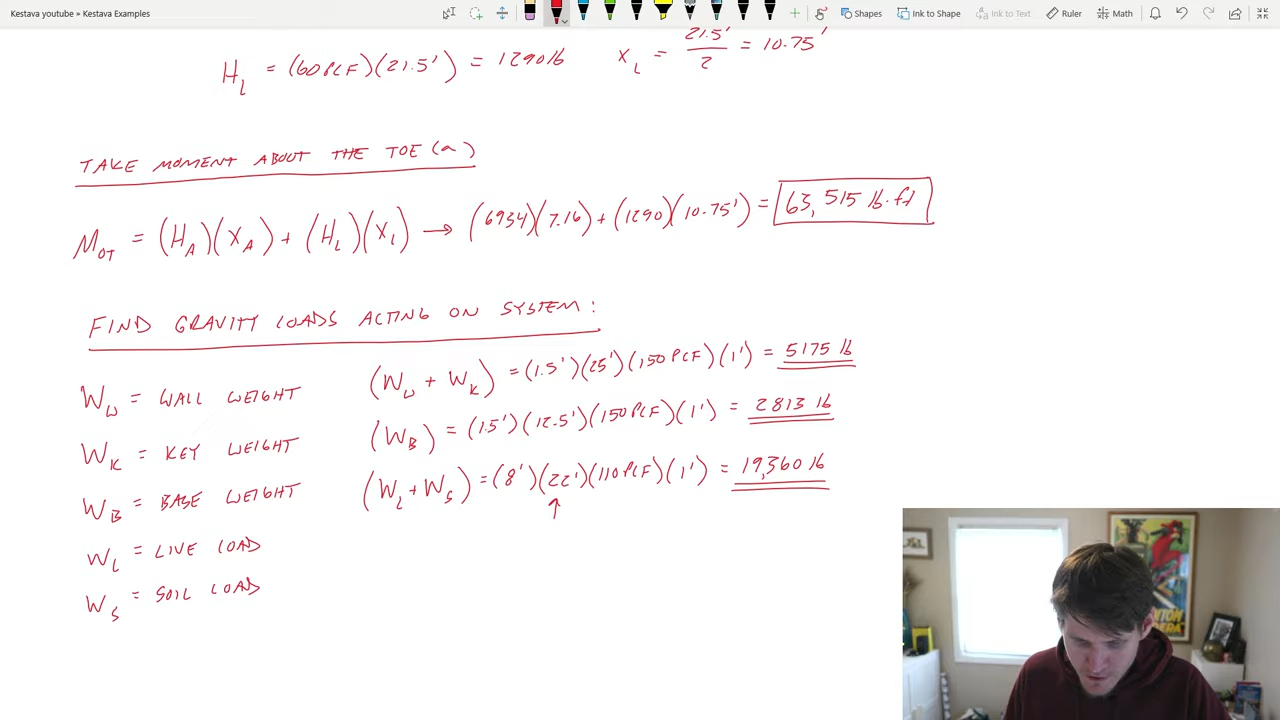 Kestava youtube » Kestava Examples
Shapes
Ink to Shape
Ink to Text
Ruler
Math
H_L = (60 PLF)(21.5') = 1290 lb   X_L = 21.5'/2 = 10.75'
TAKE MOMENT ABOUT THE TOE (a)
M_OT = (H_A)(X_A) + (H_L)(X_L) → (6934)(7.16) + (1290)(10.75') = 63,515 lb·ft
FIND GRAVITY LOADS ACTING ON SYSTEM:
W_W = WALL WEIGHT   (W_W + W_K) = (1.5')(25')(150 PCF)(1') = 5175 lb
W_K = KEY WEIGHT   (W_B) = (1.5')(12.5')(150 PCF)(1') = 2813 lb
W_B = BASE WEIGHT   (W_L + W_S) = (8')(22')(110 PCF)(1') = 19,360 lb
W_L = LIVE LOAD
W_S = SOIL LOAD